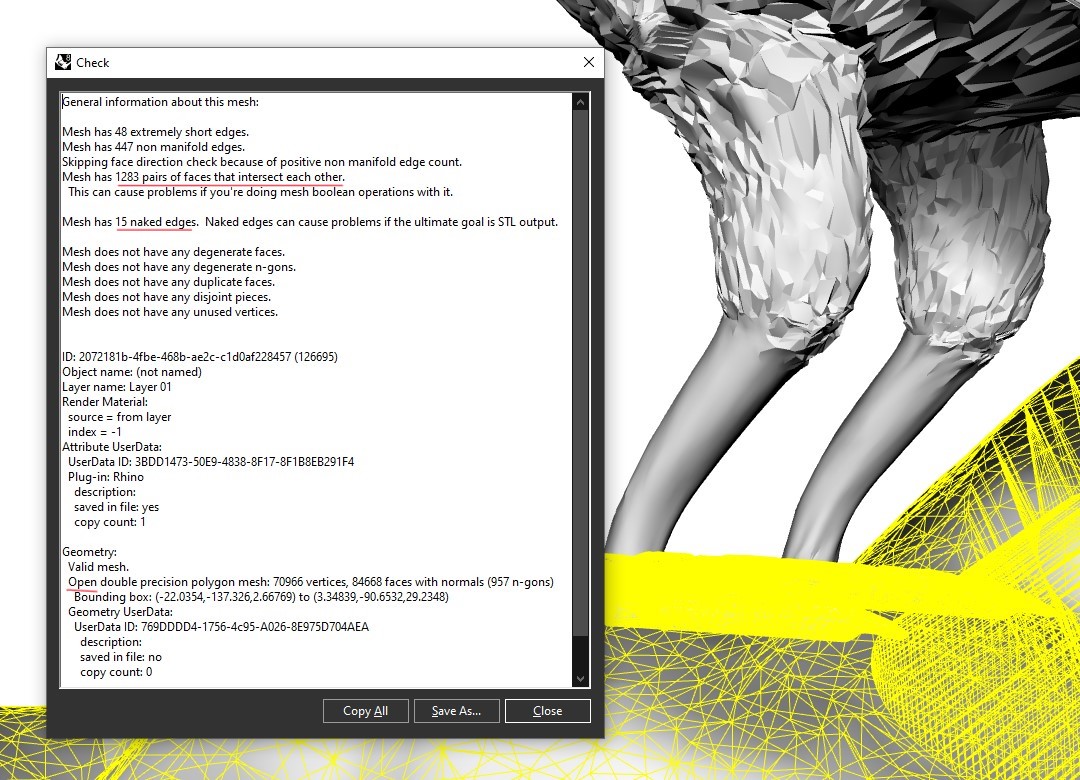 Check
General information about this mesh:
Mesh has 48 extremely short edges.
Mesh has 447 non manifold edges.
Skipping face direction check because of positive non manifold edge count.
Mesh has 1283 pairs of faces that intersect each other.
This can cause problems if you're doing mesh boolean operations with it.
Mesh has 15 naked edges.  Naked edges can cause problems if the ultimate goal is STL output.
Mesh does not have any degenerate faces.
Mesh does not have any degenerate n-gons.
Mesh does not have any duplicate faces.
Mesh does not have any disjoint pieces.
Mesh does not have any unused vertices.
ID: 2072181b-4fbe-468b-ae2c-c1d0af228457 (126695)
Object name: (not named)
Layer name: Layer 01
Render Material:
source = from layer
index = -1
Attribute UserData:
UserData ID: 3BDD1473-50E9-4838-8F17-8F1B8EB291F4
Plug-in: Rhino
description:
saved in file: yes
copy count: 1
Geometry:
Valid mesh.
Open double precision polygon mesh: 70966 vertices, 84668 faces with normals (957 n-gons)
Bounding box: (-22.0354,-137.326,2.66769) to (3.34839,-90.6532,29.2348)
Geometry UserData:
UserData ID: 769DDDD4-1756-4c95-A026-8E975D704AEA
description:
saved in file: no
copy count: 0
Copy All
Save As...
Close